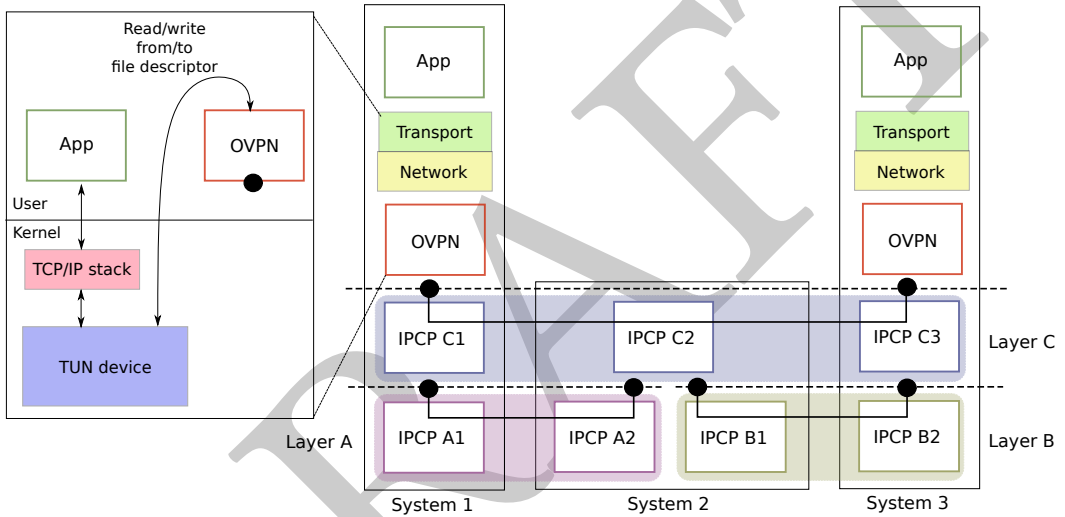 Read/write
from/to
file descriptor
App
OVPN
User
Kernel
TCP/IP stack
TUN device
App
Transport
Network
OVPN
App
Transport
Network
OVPN
IPCP C1
IPCP C2
IPCP C3
Layer C
Layer A
IPCP A1
IPCP A2
IPCP B1
IPCP B2
Layer B
System 1
System 2
System 3